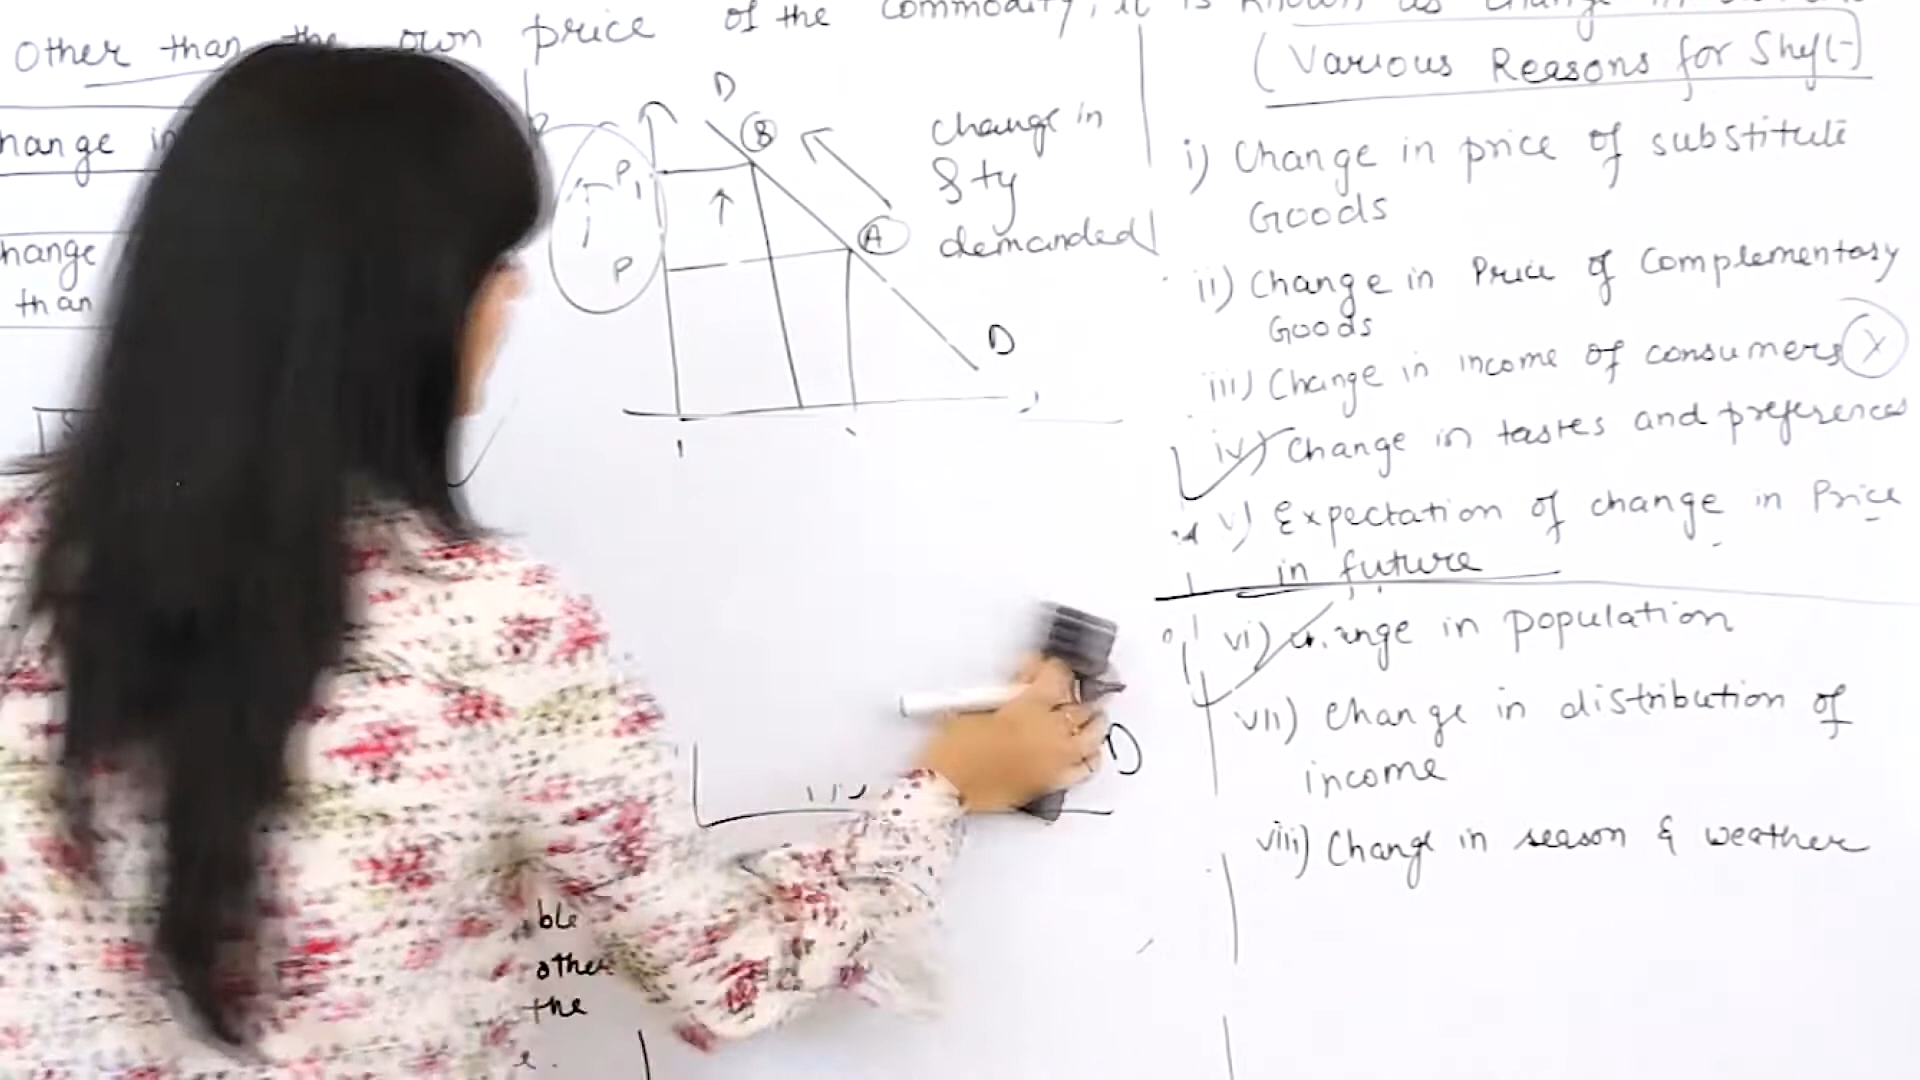 other than the own price of the commodity, it is known as change in
hange in
hange
than
D
B
P1
P
A
D
change in
qty
demanded
D
ble
other
the
e.
(Various Reasons for Shift)
i) Change in price of substitute
Goods
ii) Change in Price of Complementary
Goods
iii) Change in income of consumers X
iv) Change in tastes and preferences
v) Expectation of change in Price
in future
vi) change in population
vii) Change in distribution of
income
viii) Change in season & weather